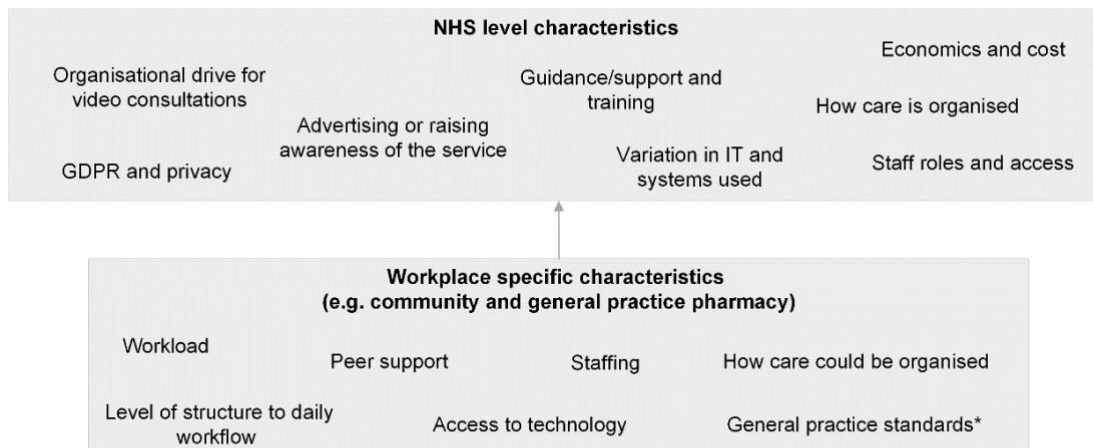 NHS level characteristics
Economics and cost
Organisational drive for
video consultations
Guidance/support and
training
How care is organised
Advertising or raising
awareness of the service
GDPR and privacy
Variation in IT and
systems used
Staff roles and access
Workplace specific characteristics
(e.g. community and general practice pharmacy)
Workload
Peer support
Staffing
How care could be organised
Level of structure to daily
workflow
Access to technology
General practice standards*